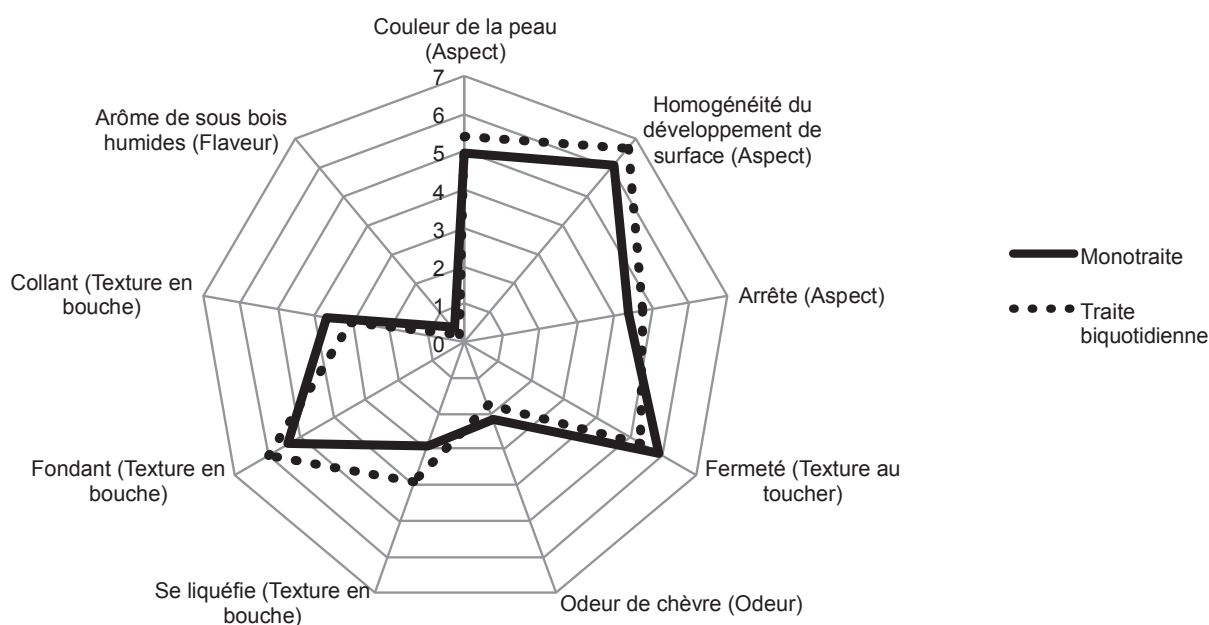 Couleur de la peau
(Aspect)
Homogénéité du
développement de
surface (Aspect)
Arrête (Aspect)
Fermeté (Texture au
toucher)
Odeur de chèvre (Odeur)
Se liquéfie (Texture en
bouche)
Fondant (Texture en
bouche)
Collant (Texture en
bouche)
Arôme de sous bois
humides (Flaveur)
7
6
5
4
3
2
1
0
Monotraite
Traite
biquotidienne